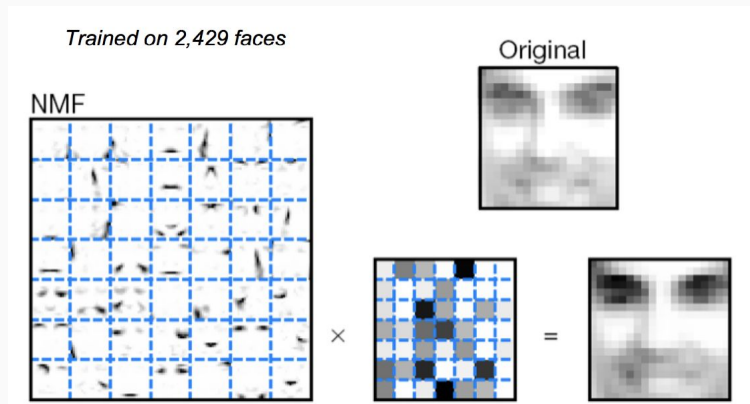 Trained on 2,429 faces
Original
NMF
×
=